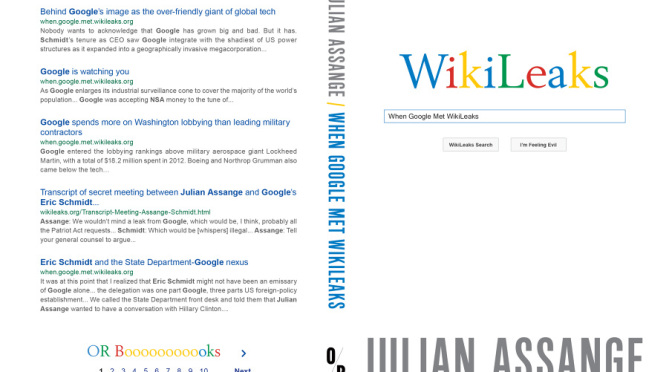 Behind Google's image as the over-friendly giant of global tech
when.google.met.wikileaks.org
Nobody wants to acknowledge that Google has grown big and bad. But it has.
Schmidt's tenure as CEO saw Google integrate with the shadiest of US power
structures as it expanded into a geographically invasive megacorporation...
Google is watching you
when.google.met.wikileaks.org
As Google enlarges its industrial surveillance cone to cover the majority of the world's
population... Google was accepting NSA money to the tune of...
Google spends more on Washington lobbying than leading military
contractors
when.google.met.wikileaks.org
Google entered the lobbying rankings above military aerospace giant Lockheed
Martin, with a total of $18.2 million spent in 2012. Boeing and Northrop Grumman also
came below the tech...
Transcript of secret meeting between Julian Assange and Google's
Eric Schmidt...
wikileaks.org/Transcript-Meeting-Assange-Schmidt.html
Assange: We wouldn't mind a leak from Google, which would be, I think, probably all
the Patriot Act requests... Schmidt: Which would be [whispers] illegal... Assange: Tell
your general counsel to argue...
Eric Schmidt and the State Department-Google nexus
when.google.met.wikileaks.org
It was at this point that I realized that Eric Schmidt might not have been an emissary
of Google alone... the delegation was one part Google, three parts US foreign-policy
establishment... We called the State Department front desk and told them that Julian
Assange wanted to have a conversation with Hillary Clinton....
OR Booooooooooks >
1 2 3 4 5 6 7 8 9 10 Next
JULIAN ASSANGE / WHEN GOOGLE MET WIKILEAKS
O/R
WikiLeaks
When Google Met WikiLeaks
WikiLeaks Search
I'm Feeling Evil
JULIAN ASSANGE